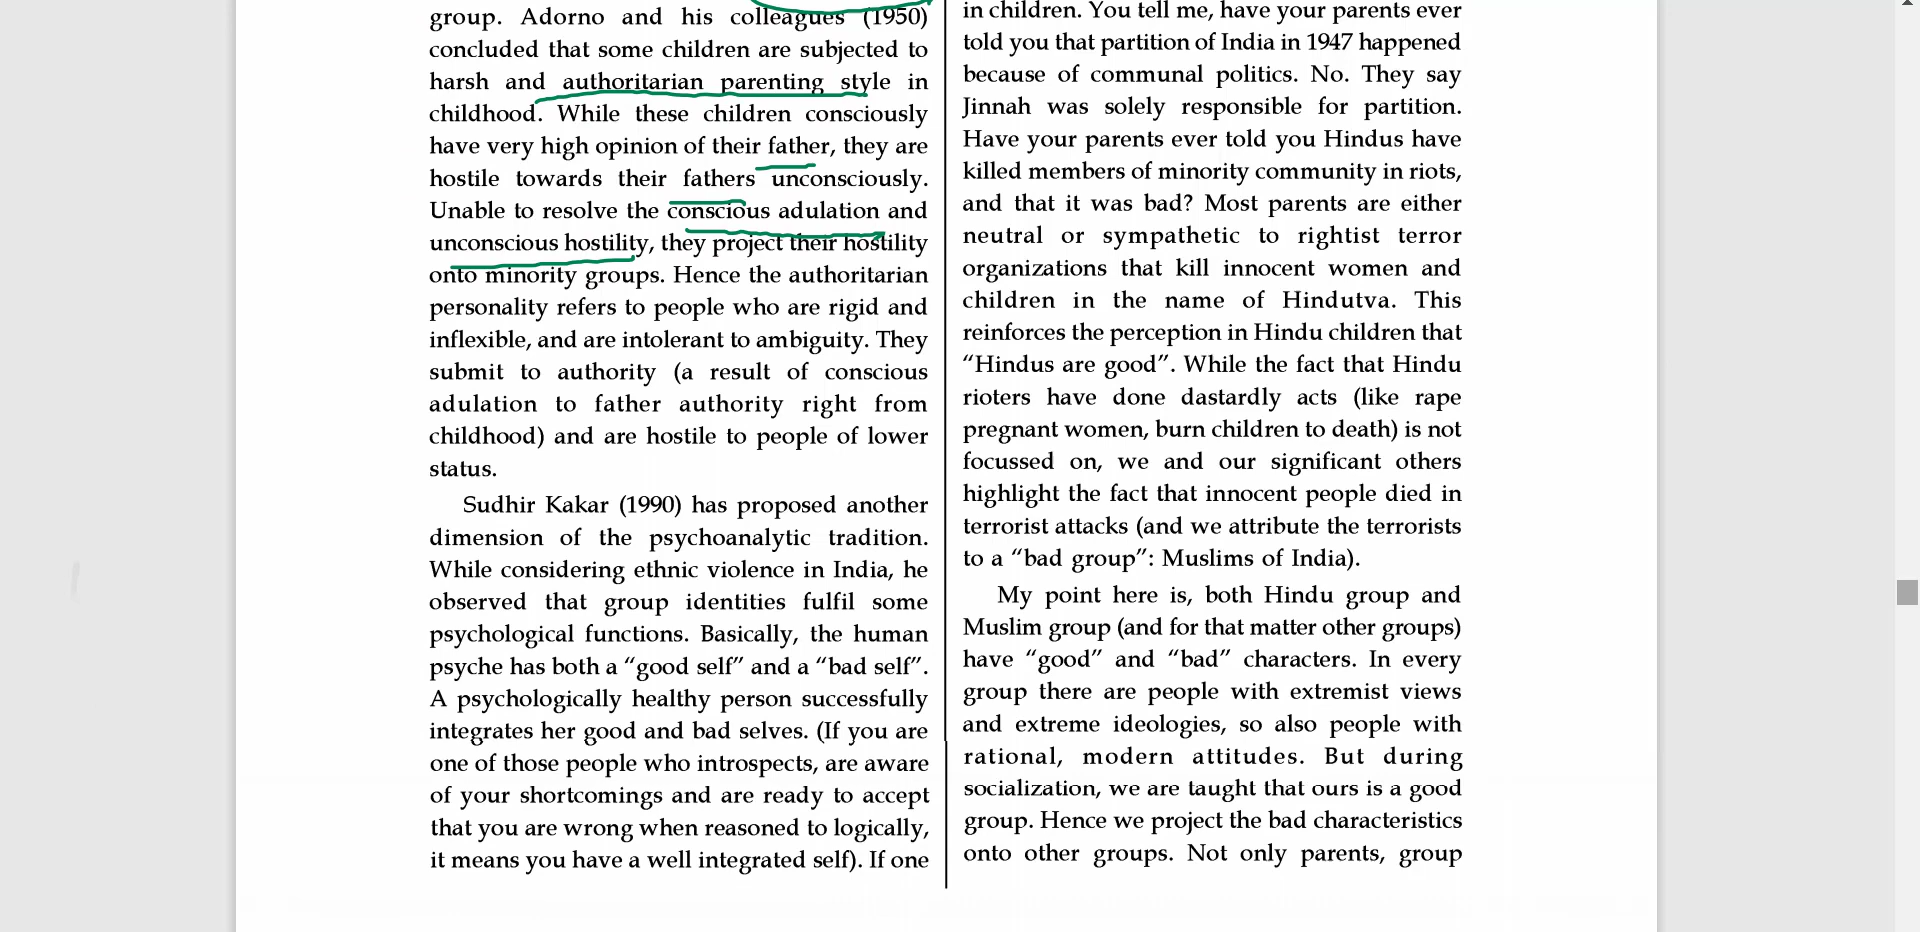 group. Adorno and his colleagues (1950)
concluded that some children are subjected to
harsh and authoritarian parenting style in
childhood. While these children consciously
have very high opinion of their father, they are
hostile towards their fathers unconsciously.
Unable to resolve the conscious adulation and
unconscious hostility, they project their hostility
onto minority groups. Hence the authoritarian
personality refers to people who are rigid and
inflexible, and are intolerant to ambiguity. They
submit to authority (a result of conscious
adulation to father authority right from
childhood) and are hostile to people of lower
status.
Sudhir Kakar (1990) has proposed another
dimension of the psychoanalytic tradition.
While considering ethnic violence in India, he
observed that group identities fulfil some
psychological functions. Basically, the human
psyche has both a “good self” and a “bad self”.
A psychologically healthy person successfully
integrates her good and bad selves. (If you are
one of those people who introspects, are aware
of your shortcomings and are ready to accept
that you are wrong when reasoned to logically,
it means you have a well integrated self). If one
in children. You tell me, have your parents ever
told you that partition of India in 1947 happened
because of communal politics. No. They say
Jinnah was solely responsible for partition.
Have your parents ever told you Hindus have
killed members of minority community in riots,
and that it was bad? Most parents are either
neutral or sympathetic to rightist terror
organizations that kill innocent women and
children in the name of Hindutva. This
reinforces the perception in Hindu children that
“Hindus are good”. While the fact that Hindu
rioters have done dastardly acts (like rape
pregnant women, burn children to death) is not
focussed on, we and our significant others
highlight the fact that innocent people died in
terrorist attacks (and we attribute the terrorists
to a “bad group”: Muslims of India).
My point here is, both Hindu group and
Muslim group (and for that matter other groups)
have “good” and “bad” characters. In every
group there are people with extremist views
and extreme ideologies, so also people with
rational, modern attitudes. But during
socialization, we are taught that ours is a good
group. Hence we project the bad characteristics
onto other groups. Not only parents, group